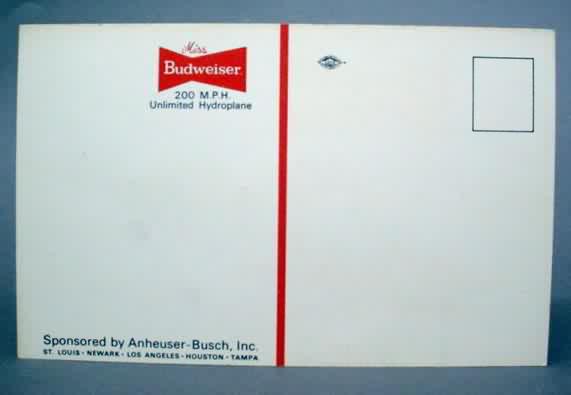 Miss
Budweiser
200 M.P.H.
Unlimited Hydroplane
Sponsored by Anheuser-Busch, Inc.
ST. LOUIS • NEWARK • LOS ANGELES • HOUSTON • TAMPA